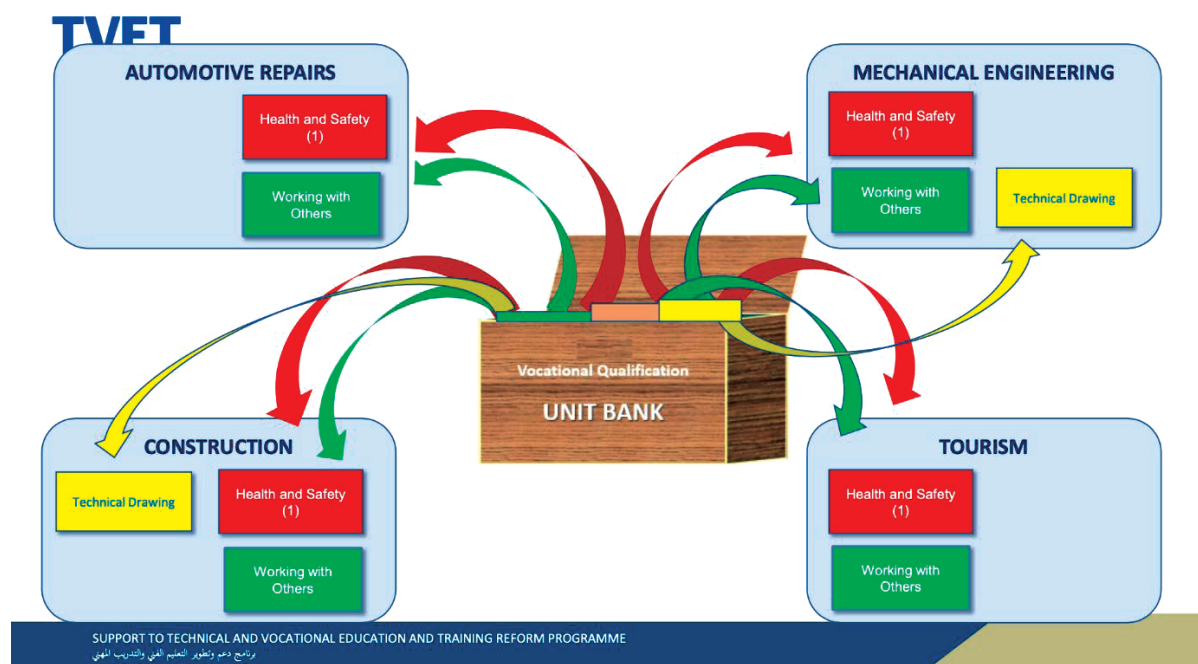 TVET
AUTOMOTIVE REPAIRS
Health and Safety
(1)
Working with
Others
MECHANICAL ENGINEERING
Health and Safety
(1)
Working with
Others
Technical Drawing
Vocational Qualification
UNIT BANK
CONSTRUCTION
Technical Drawing
Health and Safety
(1)
Working with
Others
TOURISM
Health and Safety
(1)
Working with
Others
SUPPORT TO TECHNICAL AND VOCATIONAL EDUCATION AND TRAINING REFORM PROGRAMME
برنامج دعم وتطوير التعليم الفني والتدريب المهني